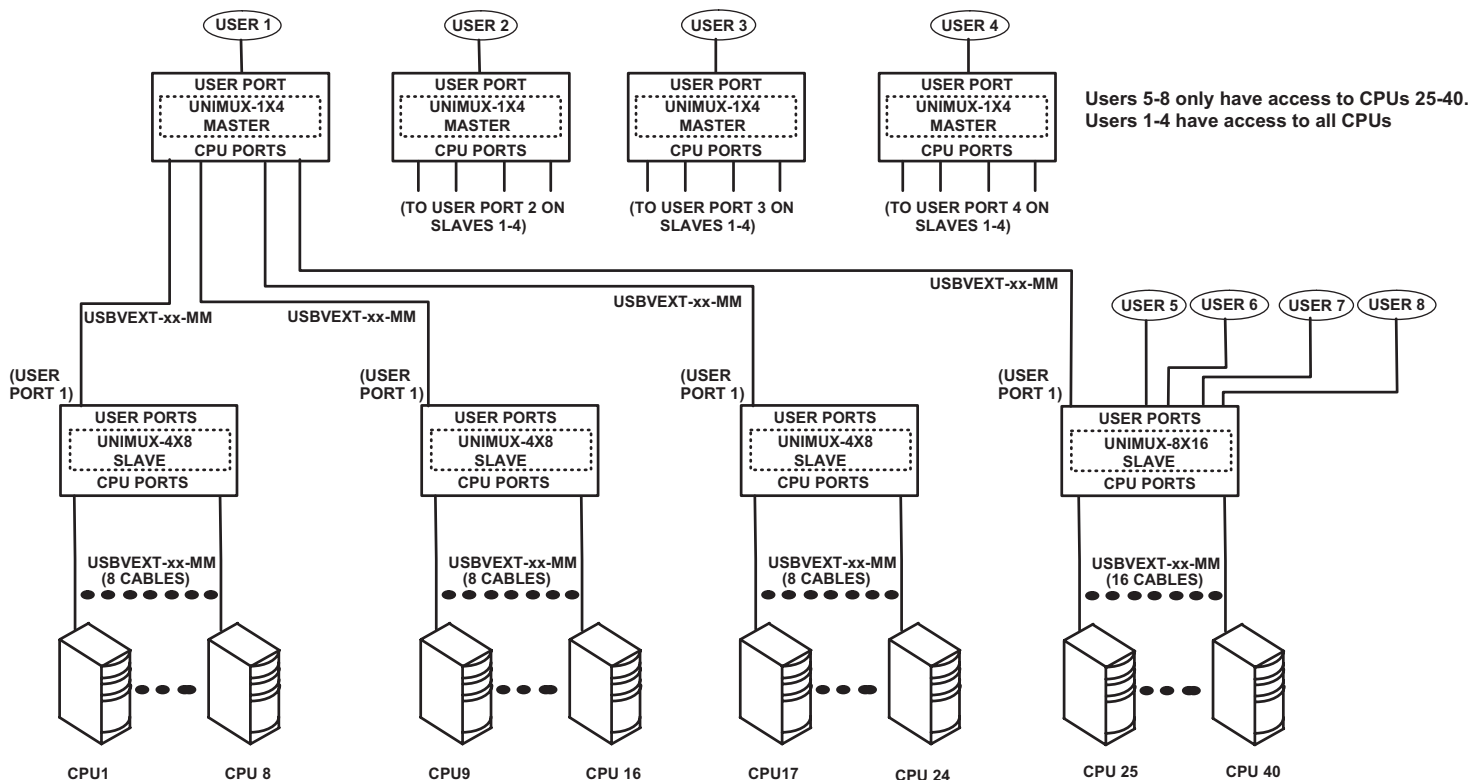 USER 1
USER 2
USER 3
USER 4
USER PORT
UNIMUX-1X4
MASTER
CPU PORTS
USER PORT
UNIMUX-1X4
MASTER
CPU PORTS
USER PORT
UNIMUX-1X4
MASTER
CPU PORTS
USER PORT
UNIMUX-1X4
MASTER
CPU PORTS
Users 5-8 only have access to CPUs 25-40.
Users 1-4 have access to all CPUs
(TO USER PORT 2 ON
SLAVES 1-4)
(TO USER PORT 3 ON
SLAVES 1-4)
(TO USER PORT 4 ON
SLAVES 1-4)
USBVEXT-xx-MM
USBVEXT-xx-MM
USBVEXT-xx-MM
USBVEXT-xx-MM
USER 5
USER 6
USER 7
USER 8
(USER
PORT 1)
(USER
PORT 1)
(USER
PORT 1)
(USER
PORT 1)
USER PORTS
UNIMUX-4X8
SLAVE
CPU PORTS
USER PORTS
UNIMUX-4X8
SLAVE
CPU PORTS
USER PORTS
UNIMUX-4X8
SLAVE
CPU PORTS
USER PORTS
UNIMUX-8X16
SLAVE
CPU PORTS
USBVEXT-xx-MM
(8 CABLES)
USBVEXT-xx-MM
(8 CABLES)
USBVEXT-xx-MM
(8 CABLES)
USBVEXT-xx-MM
(16 CABLES)
CPU1
CPU 8
CPU9
CPU 16
CPU17
CPU 24
CPU 25
CPU 40